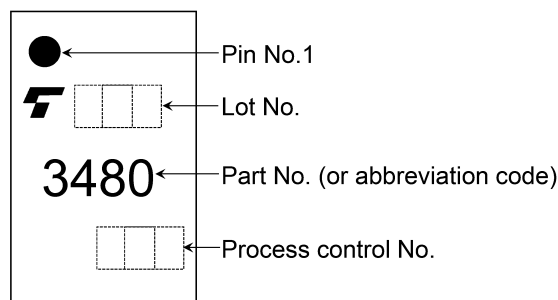 Pin No.1
Lot No.
3480 Part No. (or abbreviation code)
Process control No.